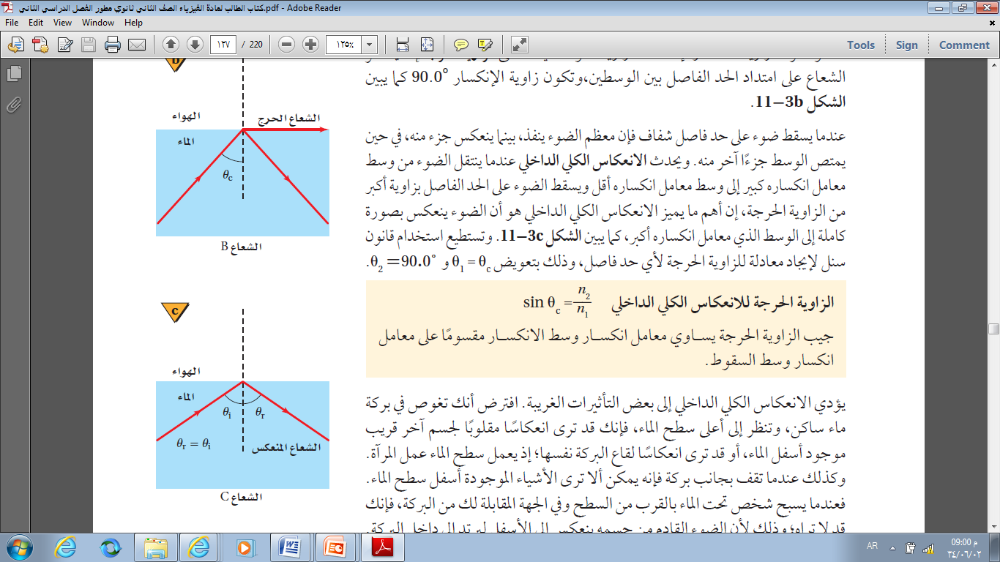 كتاب الطالب لمادة الفيزياء الصف الثاني ثانوي مطور الفصل الدراسي الثاني.pdf - Adobe Reader
File Edit View Window Help
١٢٧ / 220
١٢٥%
Tools Sign Comment
b
الهواء
الماء
الشعاع الحرج
θc
الشعاع B
c
الهواء
الماء
θi θr
θr = θi
الشعاع المنعكس
الشعاع C
الشعاع على امتداد الحد الفاصل بين الوسطين،وتكون زاوية الإنكسار 90.0° كما يبين
الشكل 11–3b.
عندما يسقط ضوء على حد فاصل شفاف فإن معظم الضوء ينفذ، بينما ينعكس جزء منه، في حين
يمتص الوسط جزءًا آخر منه. ويحدث الانعكاس الكلي الداخلي عندما ينتقل الضوء من وسط
معامل انكساره كبير إلى وسط معامل انكساره أقل ويسقط الضوء على الحد الفاصل بزاوية أكبر
من الزاوية الحرجة، إن أهم ما يميز الانعكاس الكلي الداخلي هو أن الضوء ينعكس بصورة
كاملة إلى الوسط الذي معامل انكساره أكبر، كما يبين الشكل 11–3c. وتستطيع استخدام قانون
سنل لإيجاد معادلة للزاوية الحرجة لأي حد فاصل، وذلك بتعويض θ1 = θc و θ2 = 90.0°.
الزاوية الحرجة للانعكاس الكلي الداخلي sin θc = n2/n1
جيب الزاوية الحرجة يساوي معامل انكسار وسط الانكسار مقسومًا على معامل
انكسار وسط السقوط.
يؤدي الانعكاس الكلي الداخلي إلى بعض التأثيرات الغريبة. افترض أنك تغوص في بركة
ماء ساكن، وتنظر إلى أعلى سطح الماء، فإنك قد ترى انعكاسًا مقلوبًا لجسم آخر قريب
موجود أسفل الماء، أو قد ترى انعكاسًا لقاع البركة نفسها؛ إذ يعمل سطح الماء عمل المرآة.
وكذلك عندما تقف بجانب بركة فإنه يمكن ألا ترى الأشياء الموجودة أسفل سطح الماء.
فعندما يسبح شخص تحت الماء بالقرب من السطح وفي الجهة المقابلة لك من البركة، فإنك
قد لا تراه؛ وذلك لأن الضوء القادم من جسمه ينعكس إلى الأسفل ليرتد إلى داخل البركة.
AR
09:00 م
٣٤/٠٦/٠٢